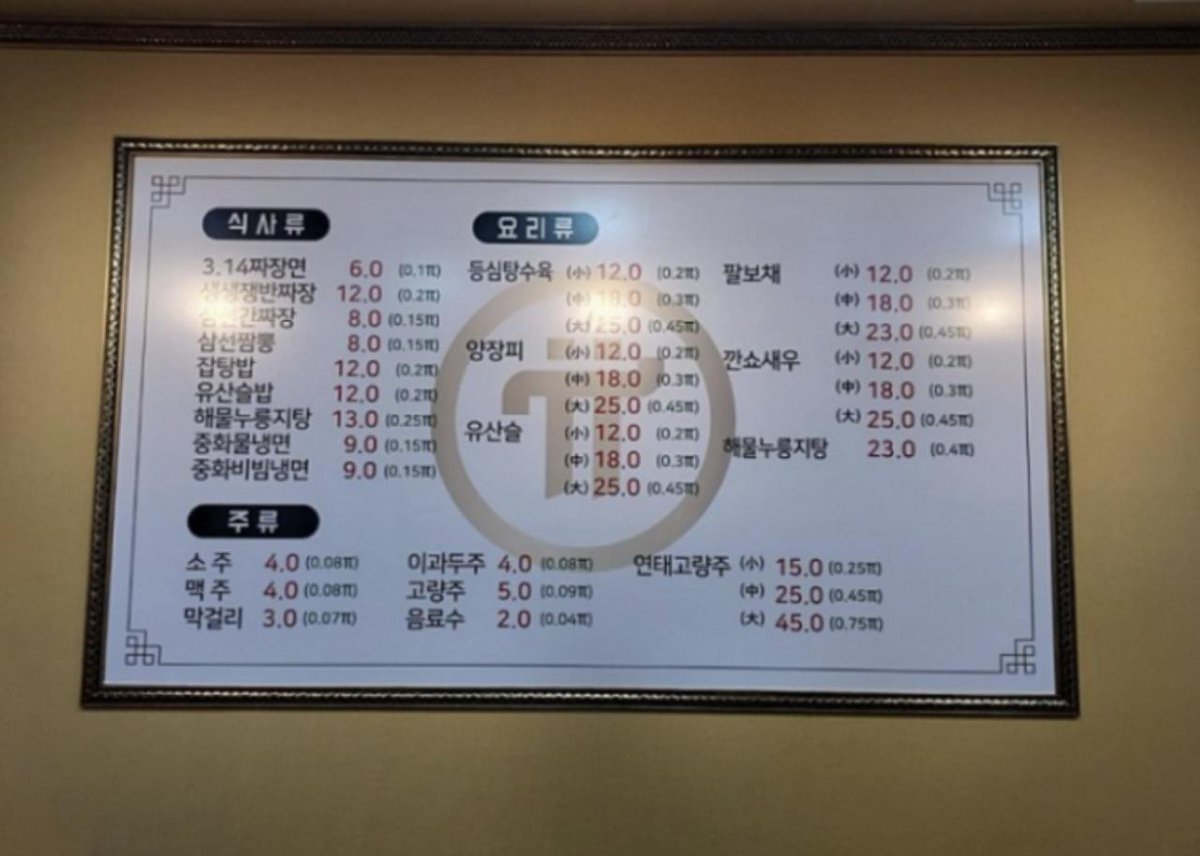 식사류
3.14짜장면 6.0 (0.1π)
생생쟁반짜장 12.0 (0.2π)
삼선간짜장 8.0 (0.15π)
삼선짬뽕 8.0 (0.15π)
잡탕밥 12.0 (0.2π)
유산슬밥 12.0 (0.2π)
해물누룽지탕 13.0 (0.25π)
중화물냉면 9.0 (0.15π)
중화비빔냉면 9.0 (0.15π)
요리류
등심탕수육 (小) 12.0 (0.2π)
(中) 18.0 (0.3π)
(大) 25.0 (0.45π)
양장피 (小) 12.0 (0.2π)
(中) 18.0 (0.3π)
(大) 25.0 (0.45π)
유산슬 (小) 12.0 (0.2π)
(中) 18.0 (0.3π)
(大) 25.0 (0.45π)
팔보채 (小) 12.0 (0.2π)
(中) 18.0 (0.3π)
(大) 23.0 (0.45π)
깐쇼새우 (小) 12.0 (0.2π)
(中) 18.0 (0.3π)
(大) 25.0 (0.45π)
해물누룽지탕 23.0 (0.4π)
주류
소주 4.0 (0.08π)
맥주 4.0 (0.08π)
막걸리 3.0 (0.07π)
이과두주 4.0 (0.08π)
고량주 5.0 (0.09π)
음료수 2.0 (0.04π)
연태고량주 (小) 15.0 (0.25π)
(中) 25.0 (0.45π)
(大) 45.0 (0.75π)